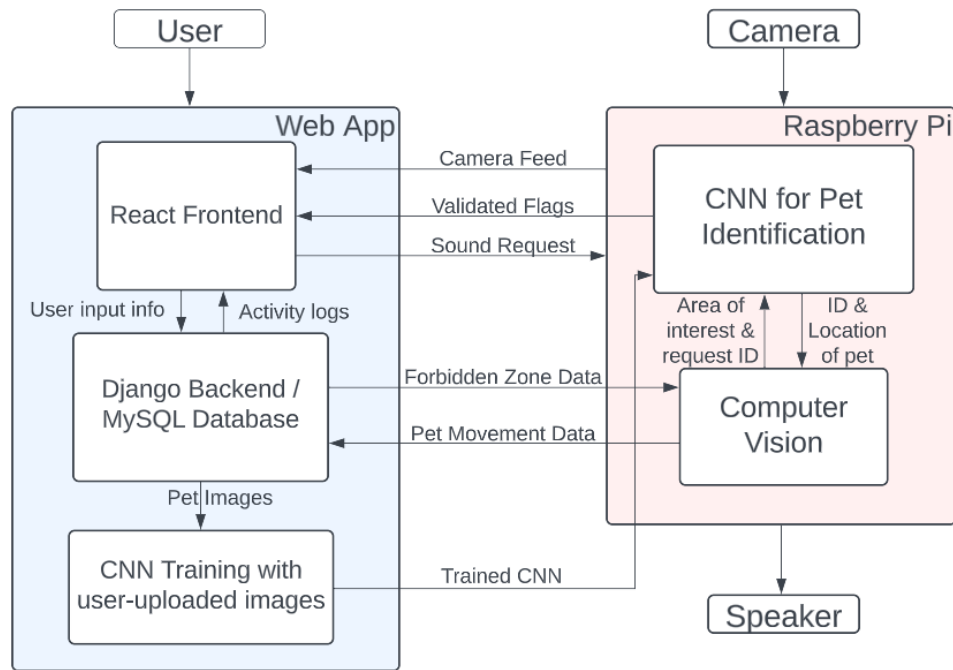 User
Camera
Web App
Raspberry Pi
React Frontend
Camera Feed
Validated Flags
Sound Request
CNN for Pet
Identification
User input info
Activity logs
Area of
interest &
request ID
ID &
Location
of pet
Django Backend /
MySQL Database
Forbidden Zone Data
Pet Movement Data
Computer
Vision
Pet Images
CNN Training with
user-uploaded images
Trained CNN
Speaker